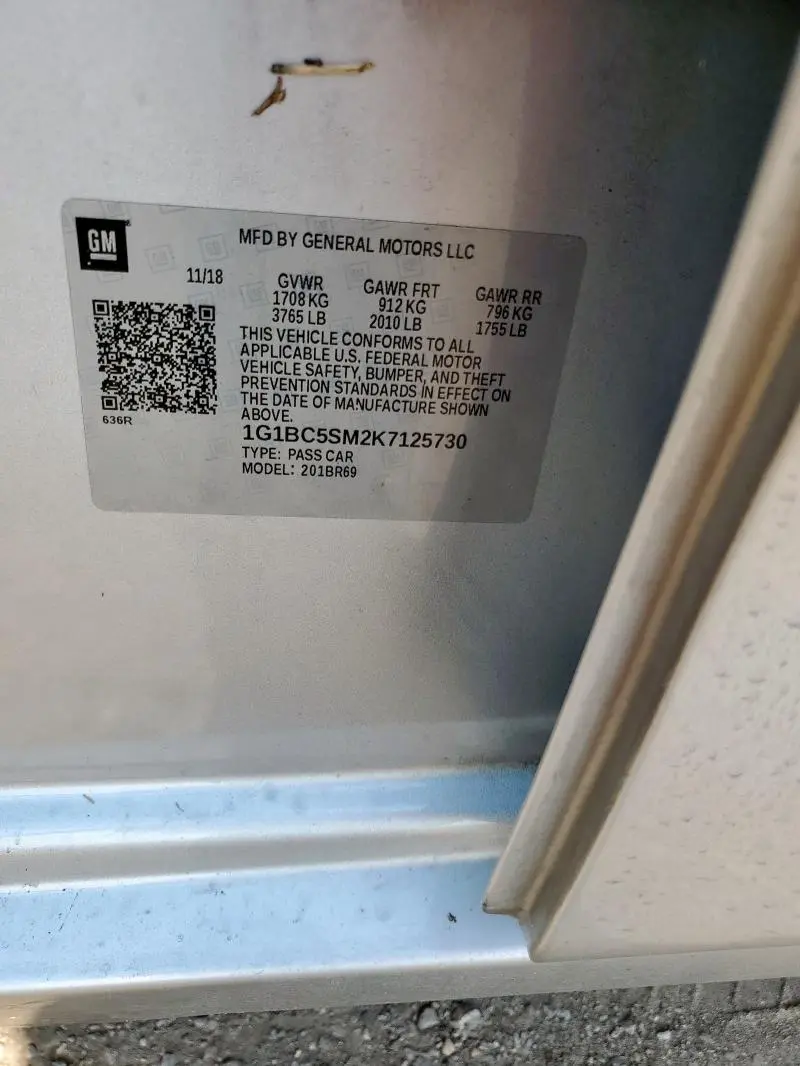 GM
MFD BY GENERAL MOTORS LLC
11/18
GVWR GAWR FRT GAWR RR
1708 KG 912 KG 796 KG
3765 LB 2010 LB 1755 LB
THIS VEHICLE CONFORMS TO ALL
APPLICABLE U.S. FEDERAL MOTOR
VEHICLE SAFETY, BUMPER, AND THEFT
PREVENTION STANDARDS IN EFFECT ON
THE DATE OF MANUFACTURE SHOWN
ABOVE.
636R
1G1BC5SM2K7125730
TYPE: PASS CAR
MODEL: 201BR69